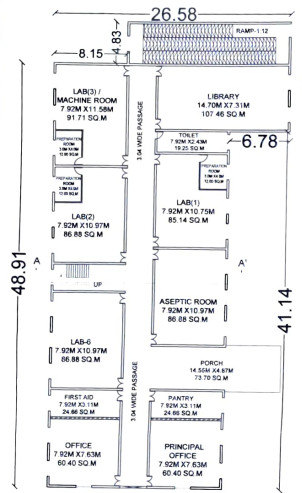 26.58
RAMP-1:12
4.83
8.15
LAB(3) /
MACHINE ROOM
7.92M X11.58M
91.71 SQ.M
LIBRARY
14.70M X7.31M
107.46 SQ.M
3.04 WIDE PASSAGE
TOILET
7.92M X2.43M
19.25 SQ.M
6.78
PREPARATION
ROOM
PREPARATION
ROOM
PREPARATION
ROOM
LAB(2)
7.92M X10.97M
86.88 SQ.M
LAB(1)
7.92M X10.75M
85.14 SQ.M
A
A'
UP
48.91
41.14
ASEPTIC ROOM
7.92M X10.97M
86.88 SQ.M
LAB-6
7.92M X10.97M
86.88 SQ.M
PORCH
14.55M X4.87M
73.70 SQ.M
3.04 WIDE PASSAGE
FIRST AID
7.92M X3.11M
24.66 SQ.M
PANTRY
7.92M X3.11M
24.66 SQ.M
OFFICE
7.92M X7.63M
60.40 SQ.M
PRINCIPAL
OFFICE
7.92M X7.63M
60.40 SQ.M